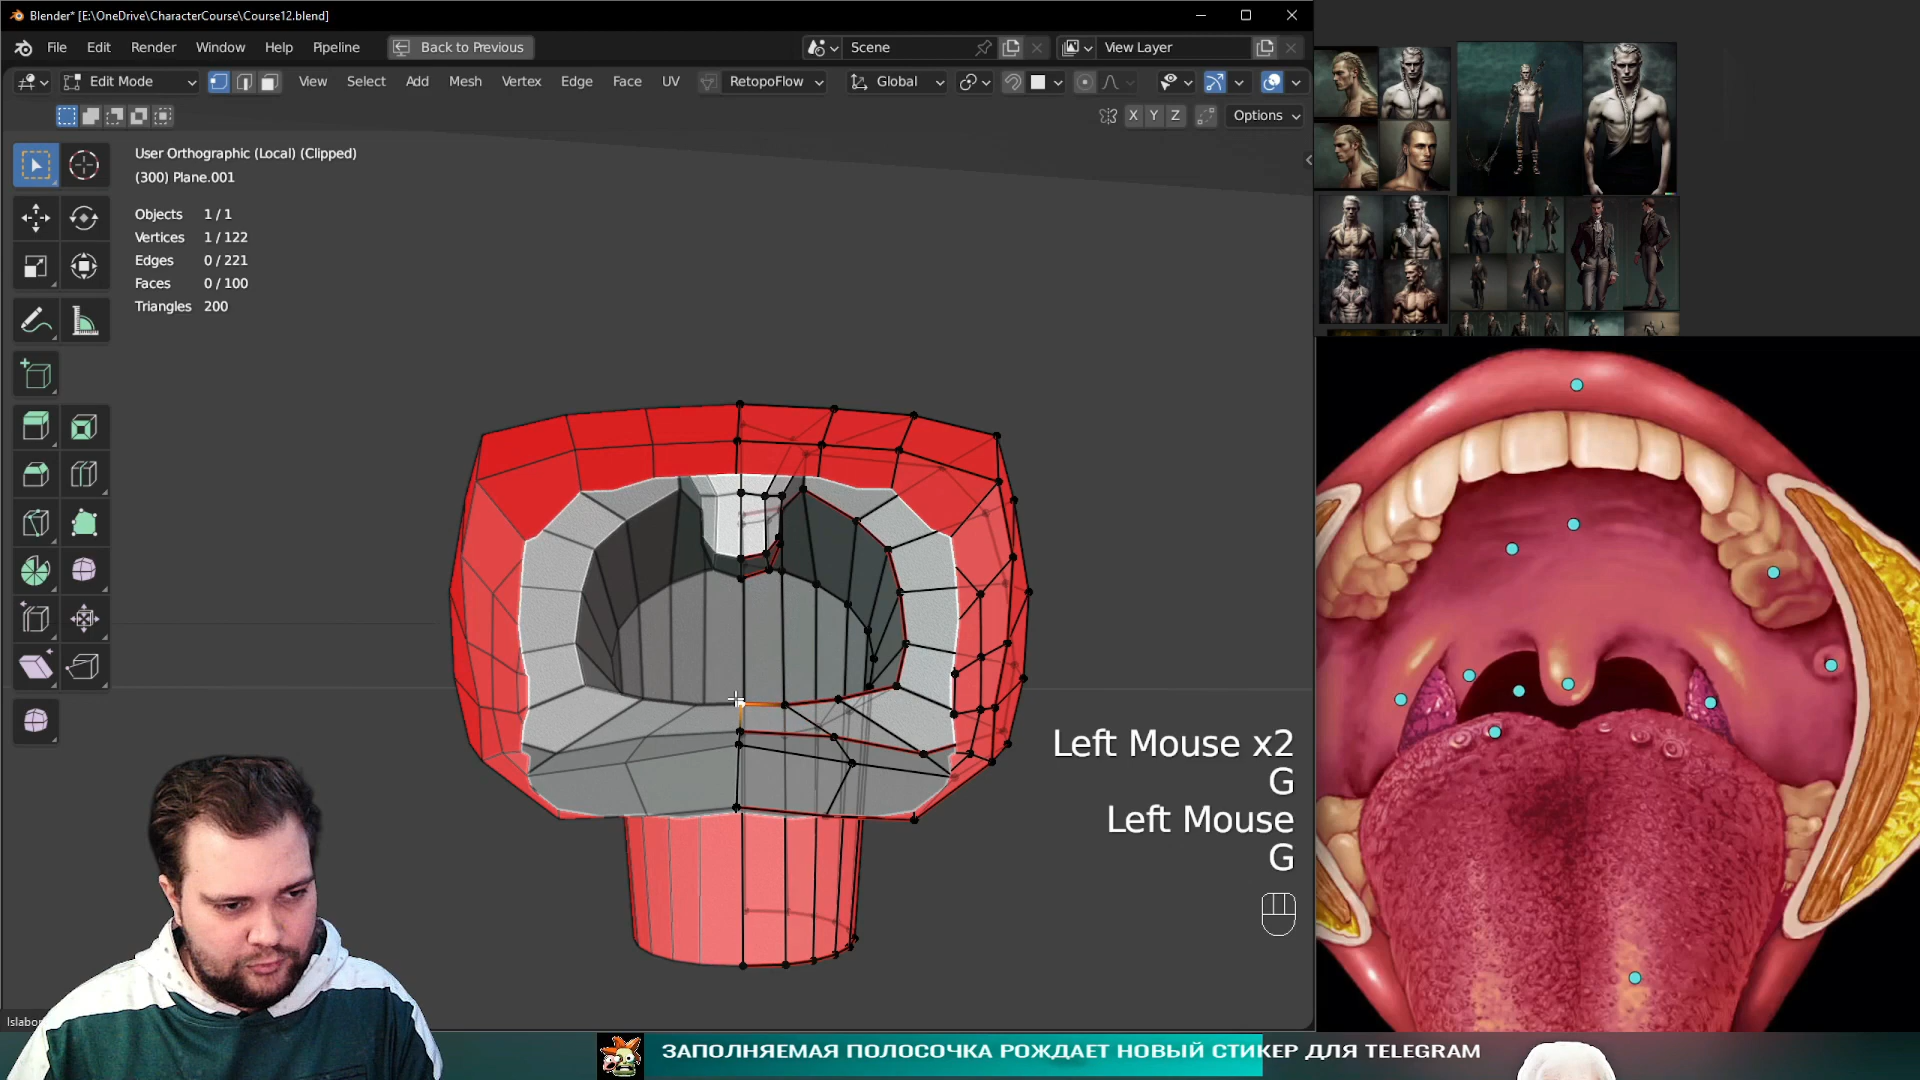 Blender* [E:\OneDrive\CharacterCourse\Course12.blend]
File Edit Render Window Help Pipeline Back to Previous Scene View Layer
Edit Mode View Select Add Mesh Vertex Edge Face UV RetopoFlow Global
X Y Z Options
User Orthographic (Local) (Clipped)
(300) Plane.001
Objects 1 / 1
Vertices 1 / 122
Edges 0 / 221
Faces 0 / 100
Triangles 200
Left Mouse x2
G
Left Mouse
G
Islabor
ЗАПОЛНЯЕМАЯ ПОЛОСОЧКА РОЖДАЕТ НОВЫЙ СТИКЕР ДЛЯ TELEGRAM